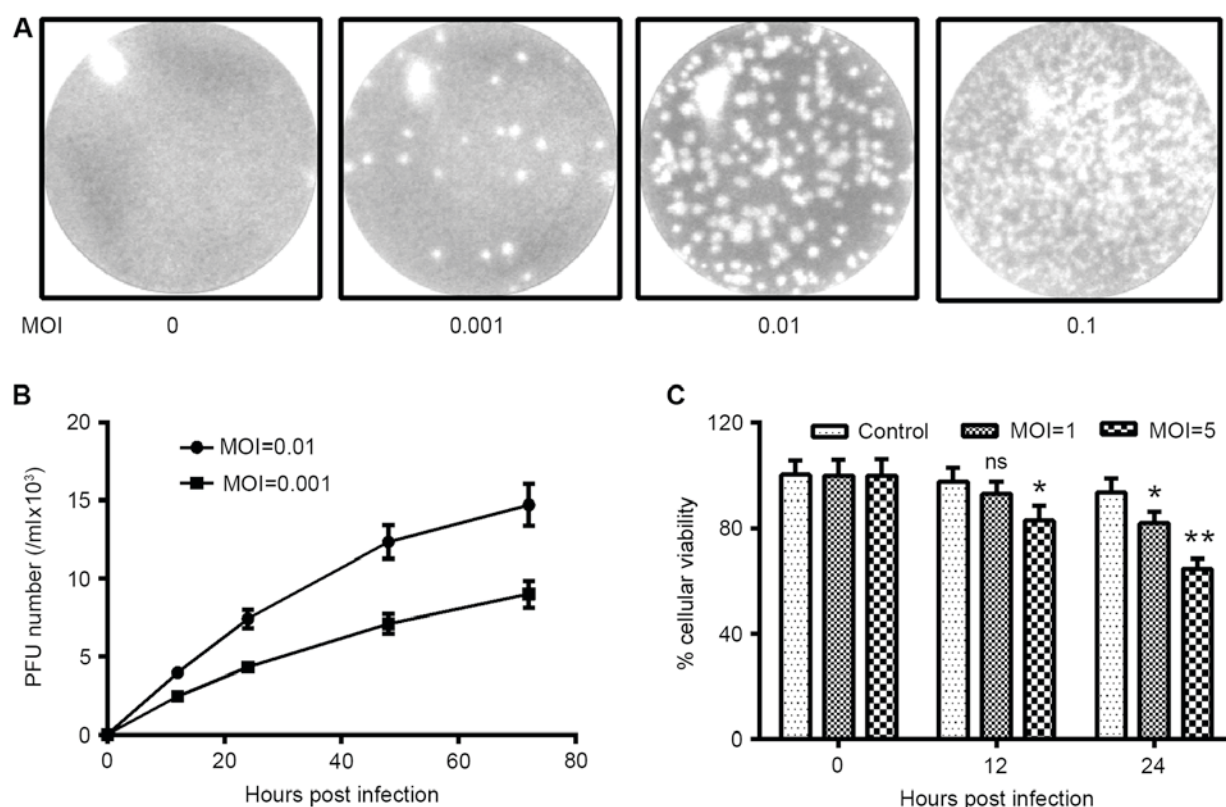 A
MOI 0 0.001 0.01 0.1
B
20
15
10
5
0
PFU number (/mlx10³)
MOI=0.01
MOI=0.001
0 20 40 60 80
Hours post infection
C
120
80
40
0
% cellular viability
Control MOI=1 MOI=5
ns
*
*
**
0 12 24
Hours post infection